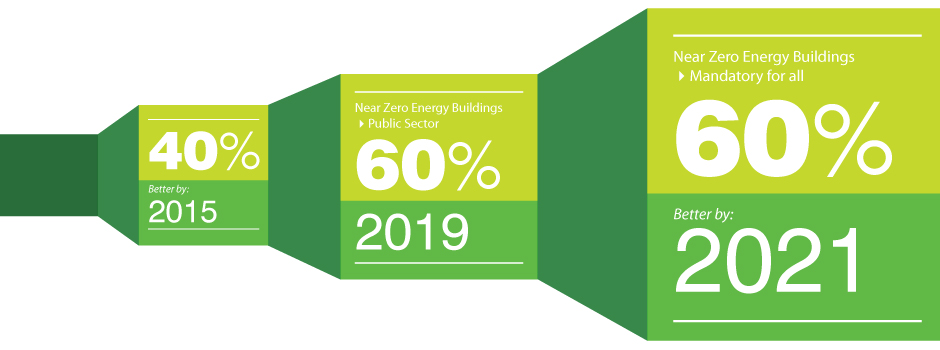 40%
Better by:
2015
Near Zero Energy Buildings
Public Sector
60%
2019
Near Zero Energy Buildings
Mandatory for all
60%
Better by:
2021